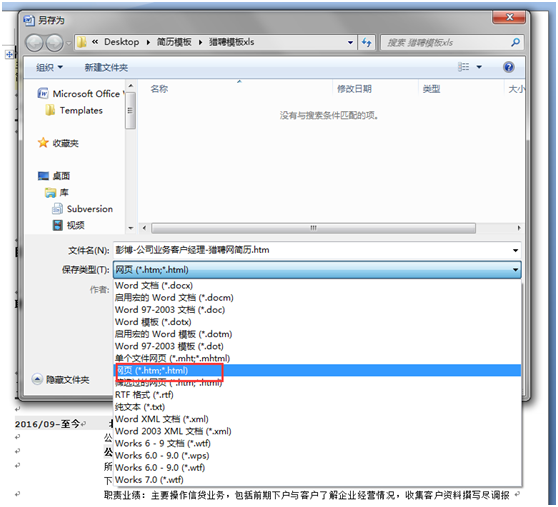 另存为
« Desktop ▸ 简历模板 ▸ 猎聘模板xls
搜索 猎聘模板xls
组织 新建文件夹
Microsoft Office
Templates
收藏夹
桌面
库
Subversion
视频
名称 修改日期 类型 大小
没有与搜索条件匹配的项。
文件名(N): 彭博-公司业务客户经理-猎聘网简历.htm
保存类型(T): 网页 (*.htm;*.html)
作者:
Word 文档 (*.docx)
启用宏的 Word 文档 (*.docm)
Word 97-2003 文档 (*.doc)
Word 模板 (*.dotx)
启用宏的 Word 模板 (*.dotm)
Word 97-2003 模板 (*.dot)
单个文件网页 (*.mht;*.mhtml)
网页 (*.htm;*.html)
筛选过的网页 (*.htm;*.html)
RTF 格式 (*.rtf)
纯文本 (*.txt)
Word XML 文档 (*.xml)
Word 2003 XML 文档 (*.xml)
Works 6 - 9 文档 (*.wtf)
Works 6.0 - 9.0 (*.wps)
Works 6.0 - 9.0 (*.wtf)
Works 7.0 (*.wtf)
隐藏文件夹
2016/09-至今
公
公
所
下
职责业绩：主要操作信贷业务，包括前期下户与客户了解企业经营情况，收集客户资料撰写尽调报